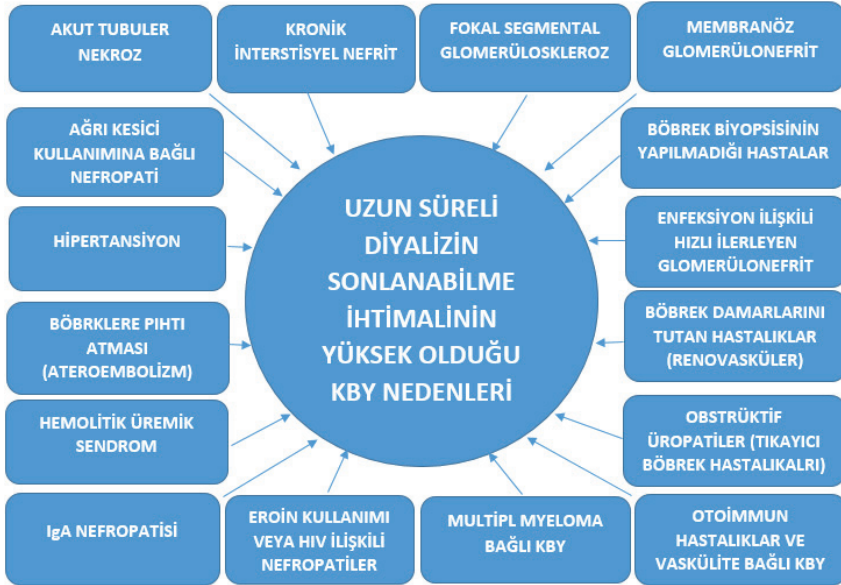 AKUT TUBULER
NEKROZ
KRONİK
İNTERSTİSYEL NEFRİT
FOKAL SEGMENTAL
GLOMERÜLOSKLEROZ
MEMBRANÖZ
GLOMERÜLONEFRİT
AĞRI KESİCİ
KULLANIMINA BAĞLI
NEFROPATİ
BÖBREK BİYOPSİSİNİN
YAPILMADIĞI HASTALAR
HİPERTANSİYON
ENFEKSİYON İLİŞKİLİ
HIZLI İLERLEYEN
GLOMERÜLONEFRİT
UZUN SÜRELİ
DİYALİZİN
SONLANABİLME
İHTİMALİNİN
YÜKSEK OLDUĞU
KBY NEDENLERİ
BÖBRKLERE PIHTI
ATMASI
(ATEROEMBOLİZM)
BÖBREK DAMARLARINI
TUTAN HASTALIKLAR
(RENOVASKÜLER)
HEMOLİTİK ÜREMİK
SENDROM
OBSTRÜKTİF
ÜROPATİLER (TIKAYICI
BÖBREK HASTALIKALRI)
IgA NEFROPATİSİ
EROİN KULLANIMI
VEYA HIV İLİŞKİLİ
NEFROPATİLER
MULTİPL MYELOMA
BAĞLI KBY
OTOİMMUN
HASTALIKLAR VE
VASKÜLİTE BAĞLI KBY